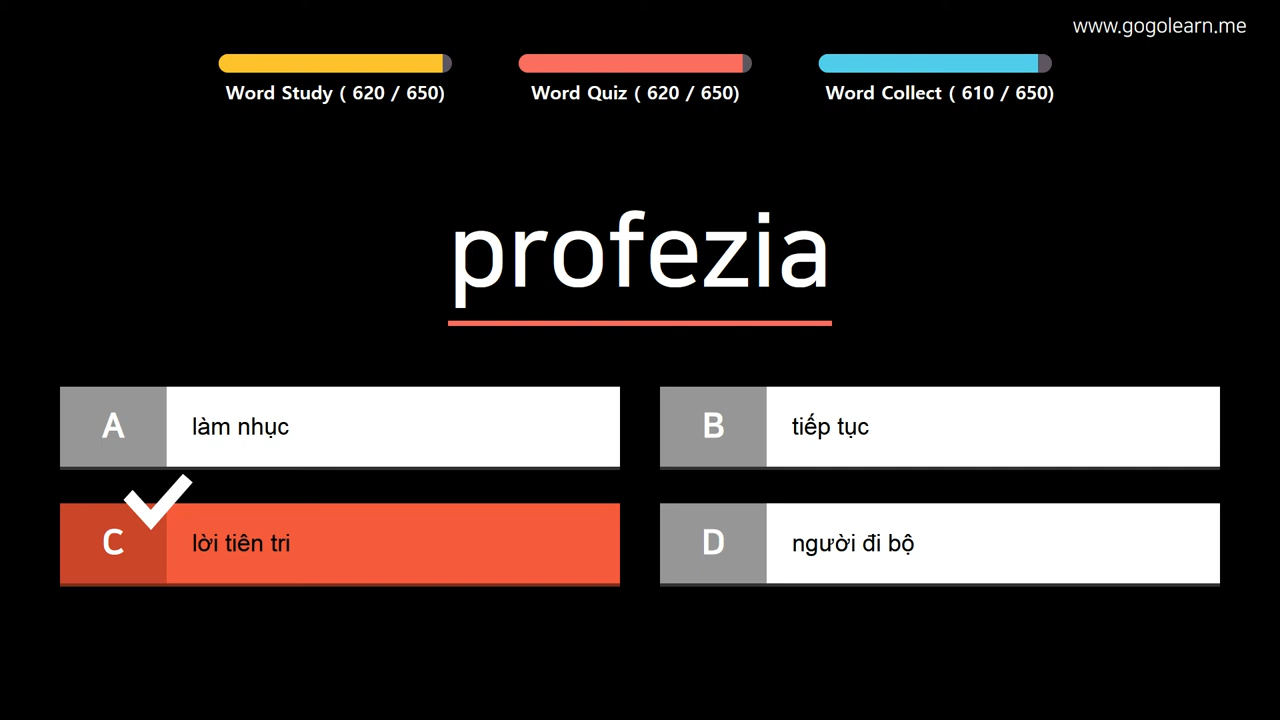 www.gogolearn.me
Word Study ( 620 / 650)
Word Quiz ( 620 / 650)
Word Collect ( 610 / 650)
profezia
A làm nhục
B tiếp tục
C lời tiên tri
D người đi bộ